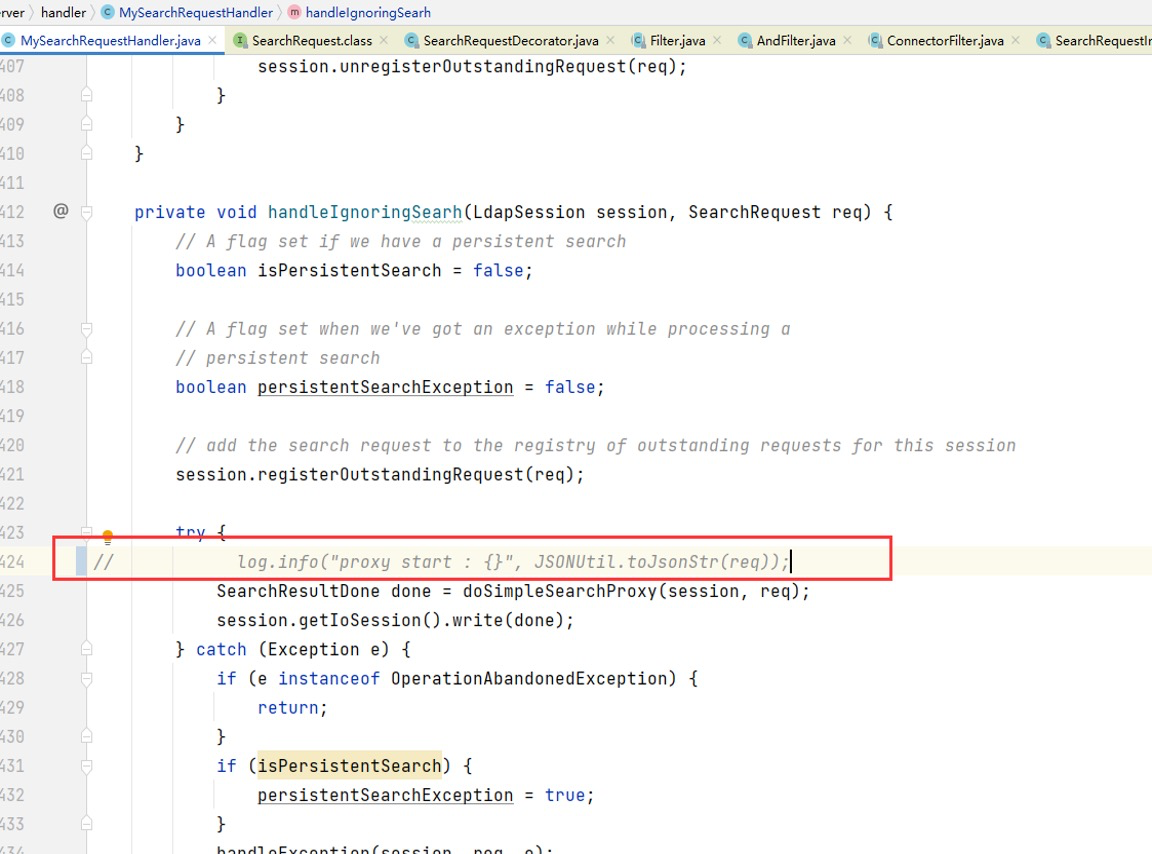 rver handler MySearchRequestHandler handleIgnoringSearh
MySearchRequestHandler.java SearchRequest.class SearchRequestDecorator.java Filter.java AndFilter.java ConnectorFilter.java SearchRequestIr
407 session.unregisterOutstandingRequest(req);
408 }
409 }
410 }
411
412 @ private void handleIgnoringSearh(LdapSession session, SearchRequest req) {
413 // A flag set if we have a persistent search
414 boolean isPersistentSearch = false;
415
416 // A flag set when we've got an exception while processing a
417 // persistent search
418 boolean persistentSearchException = false;
419
420 // add the search request to the registry of outstanding requests for this session
421 session.registerOutstandingRequest(req);
422
423 try {
424 // log.info("proxy start : {}", JSONUtil.toJsonStr(req));
425 SearchResultDone done = doSimpleSearchProxy(session, req);
426 session.getIoSession().write(done);
427 } catch (Exception e) {
428 if (e instanceof OperationAbandonedException) {
429 return;
430 }
431 if (isPersistentSearch) {
432 persistentSearchException = true;
433 }
434 handleException(session, req, e);